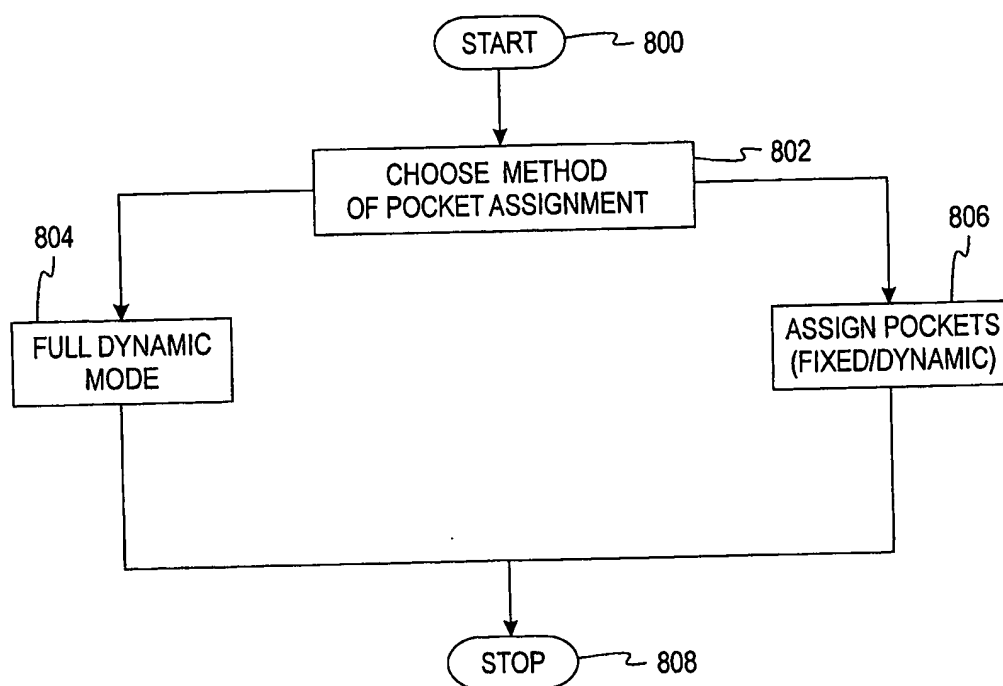 START
800
CHOOSE METHOD
OF POCKET ASSIGNMENT
802
804
FULL DYNAMIC
MODE
806
ASSIGN POCKETS
(FIXED/DYNAMIC)
STOP
808